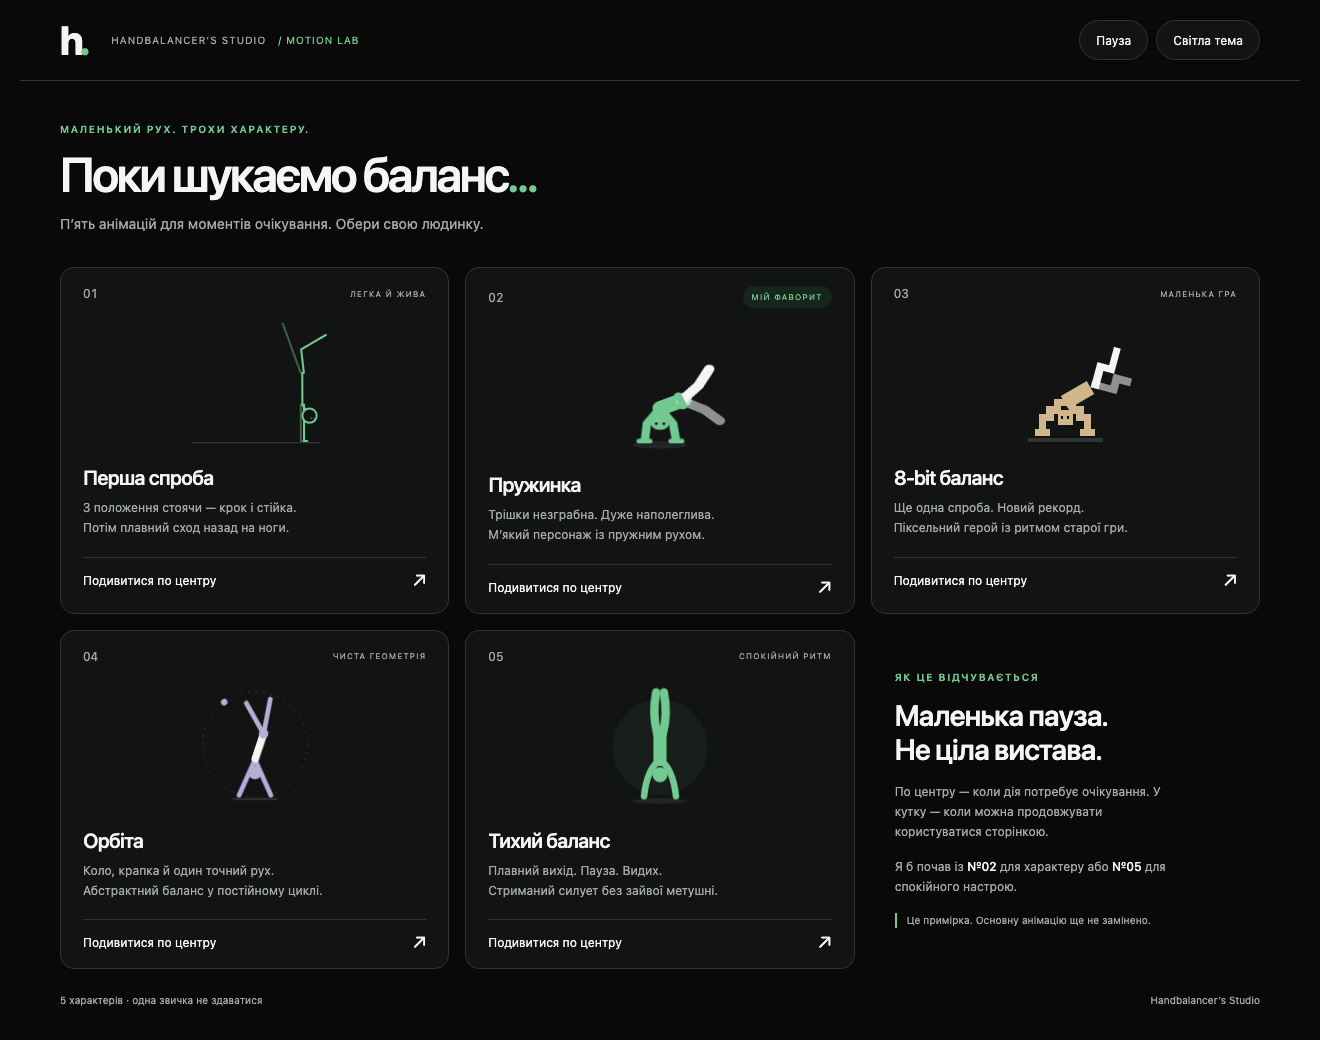 h.
HANDBALANCER'S STUDIO / MOTION LAB
Пауза
Світла тема
МАЛЕНЬКИЙ РУХ. ТРОХИ ХАРАКТЕРУ.
Поки шукаємо баланс...
П'ять анімацій для моментів очікування. Обери свою людинку.
01
ЛЕГКА Й ЖИВА
Перша спроба
З положення стоячи — крок і стійка.
Потім плавний сход назад на ноги.
Подивитися по центру
02
МІЙ ФАВОРИТ
Пружинка
Трішки незграбна. Дуже наполеглива.
М'який персонаж із пружним рухом.
Подивитися по центру
03
МАЛЕНЬКА ГРА
8-bit баланс
Ще одна спроба. Новий рекорд.
Піксельний герой із ритмом старої гри.
Подивитися по центру
04
ЧИСТА ГЕОМЕТРІЯ
Орбіта
Коло, крапка й один точний рух.
Абстрактний баланс у постійному циклі.
Подивитися по центру
05
СПОКІЙНИЙ РИТМ
Тихий баланс
Плавний вихід. Пауза. Видих.
Стриманий силует без зайвої метушні.
Подивитися по центру
ЯК ЦЕ ВІДЧУВАЄТЬСЯ
Маленька пауза.
Не ціла вистава.
По центру — коли дія потребує очікування. У
кутку — коли можна продовжувати
користуватися сторінкою.
Я б почав із №02 для характеру або №05 для
спокійного настрою.
Це примірка. Основну анімацію ще не замінено.
5 характерів · одна звичка не здаватися
Handbalancer's Studio